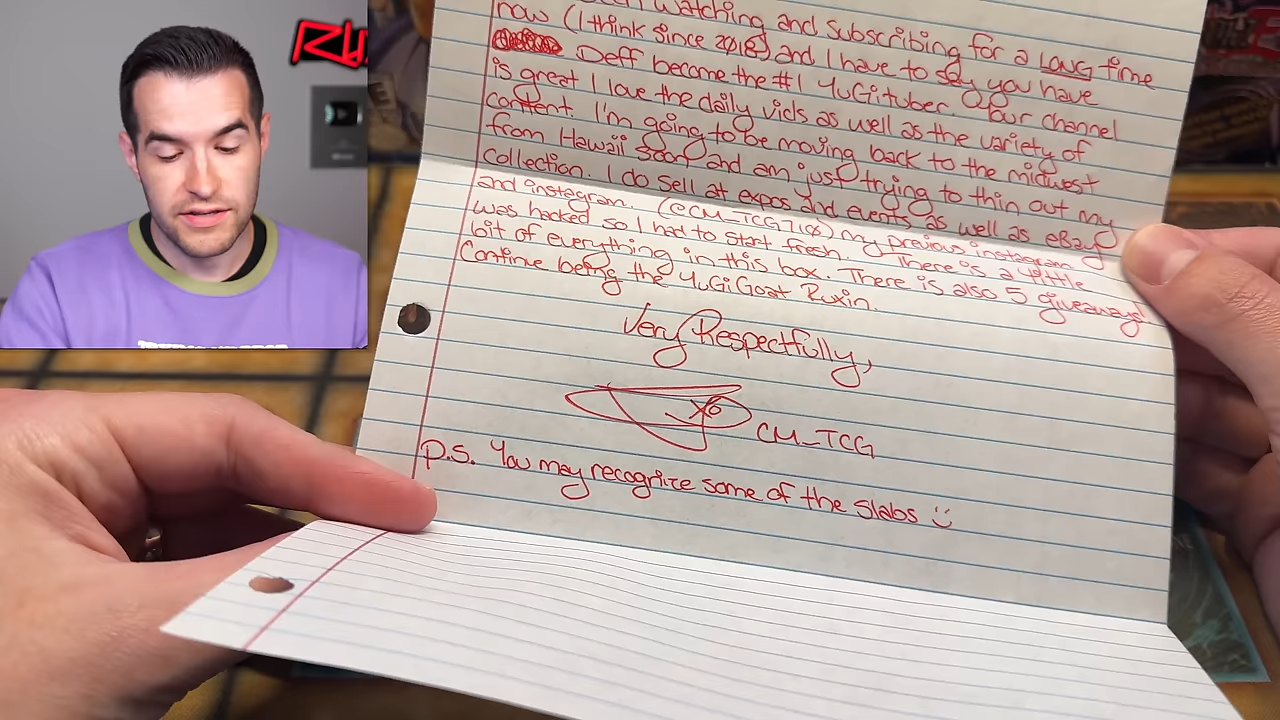 Ru
Watching and Subscribing for a LONG time
now (I think since 2018) and I have to say you have
Deff become the #1 YuGituber. Your channel
is great I love the daily vids as well as the variety of
content. I'm going to be moving back to the midwest
from Hawaii soon and am just trying to thin out my
collection. I do sell at expos and events as well as eBay
and instagram. (@CM_TCG718) my previous instagram
was hacked so I had to start fresh. There is a little
bit of everything in this box. There is also 5 giveaways!
Continue being the YuGiGoat Ruxin.
Very Respectfully,
CM_TCG
P.S. You may recognize some of the slabs